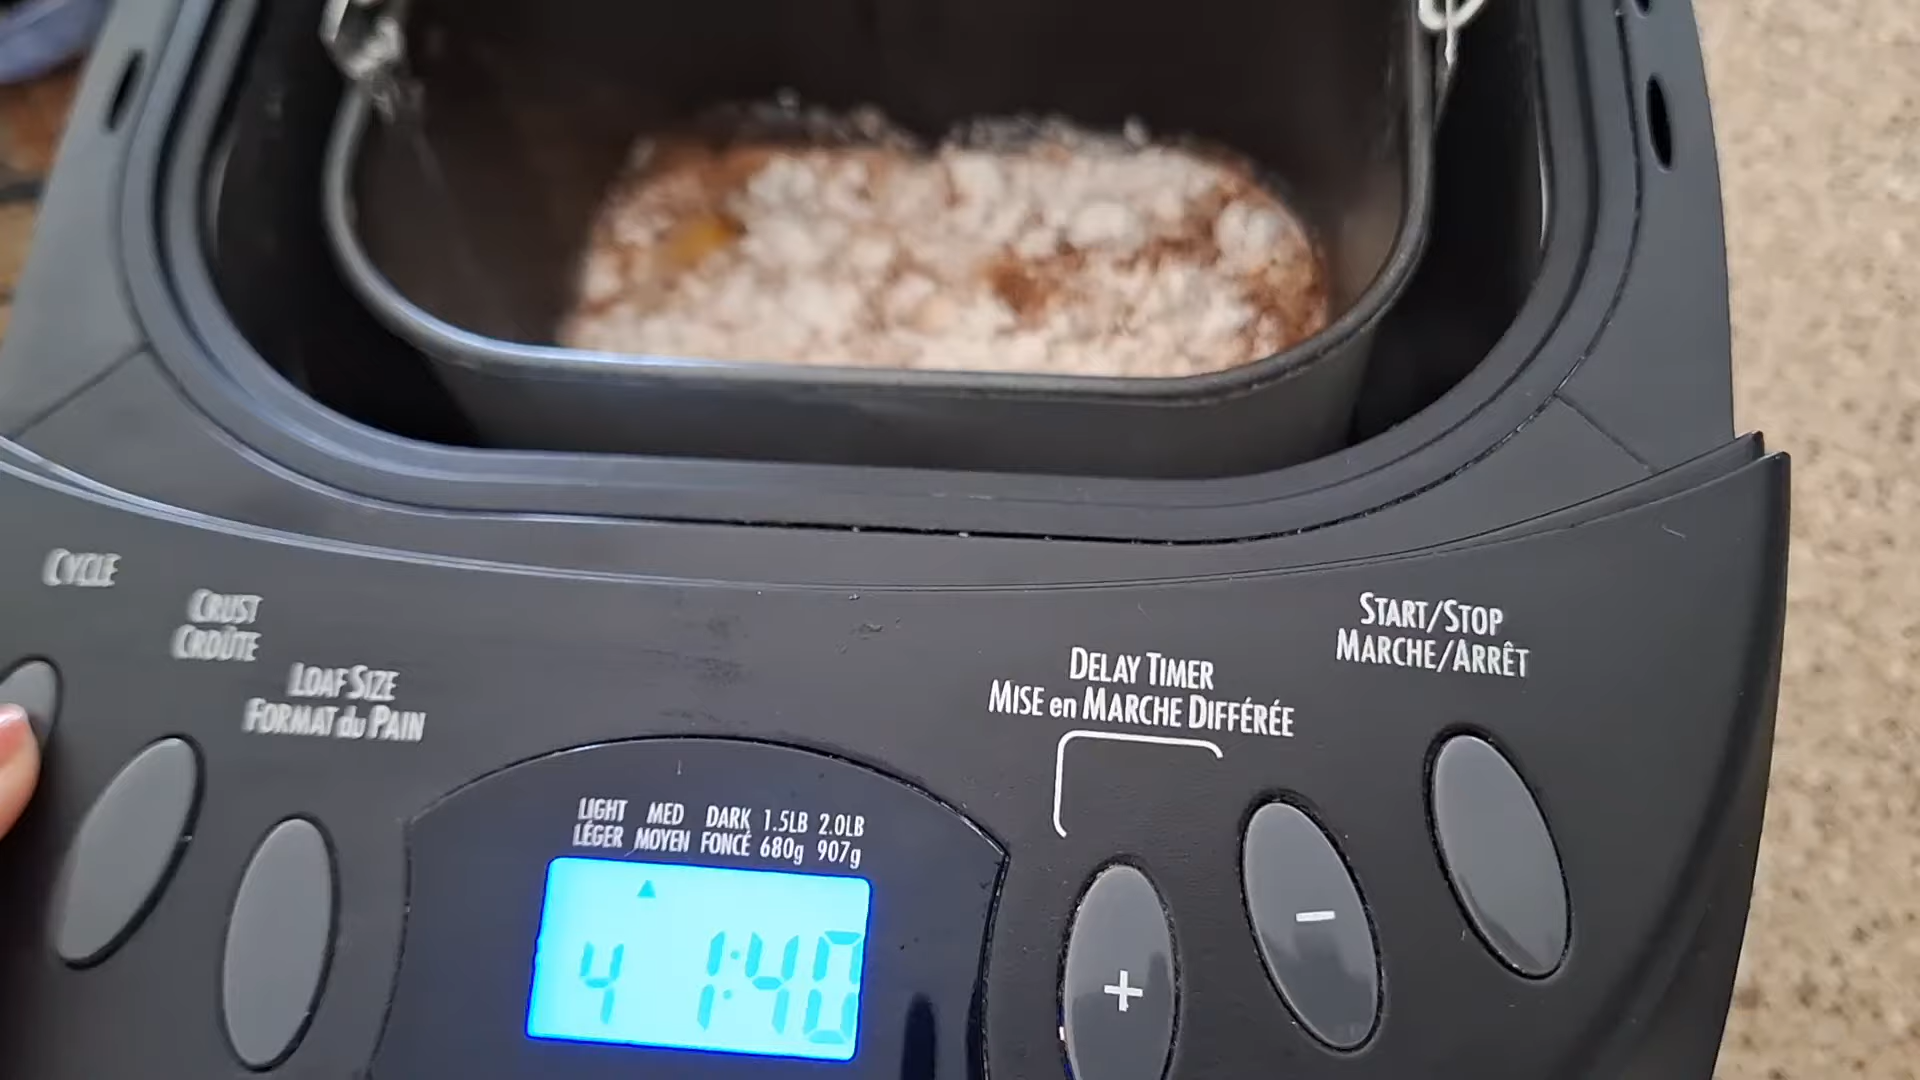 CYCLE
CRUST
CROÛTE
LOAF SIZE
FORMAT du PAIN
LIGHT MED DARK 1.5LB 2.0LB
LÉGER MOYEN FONCÉ 680g 907g
4 1:40
DELAY TIMER
MISE en MARCHE DIFFÉRÉE
+
−
START/STOP
MARCHE/ARRÊT